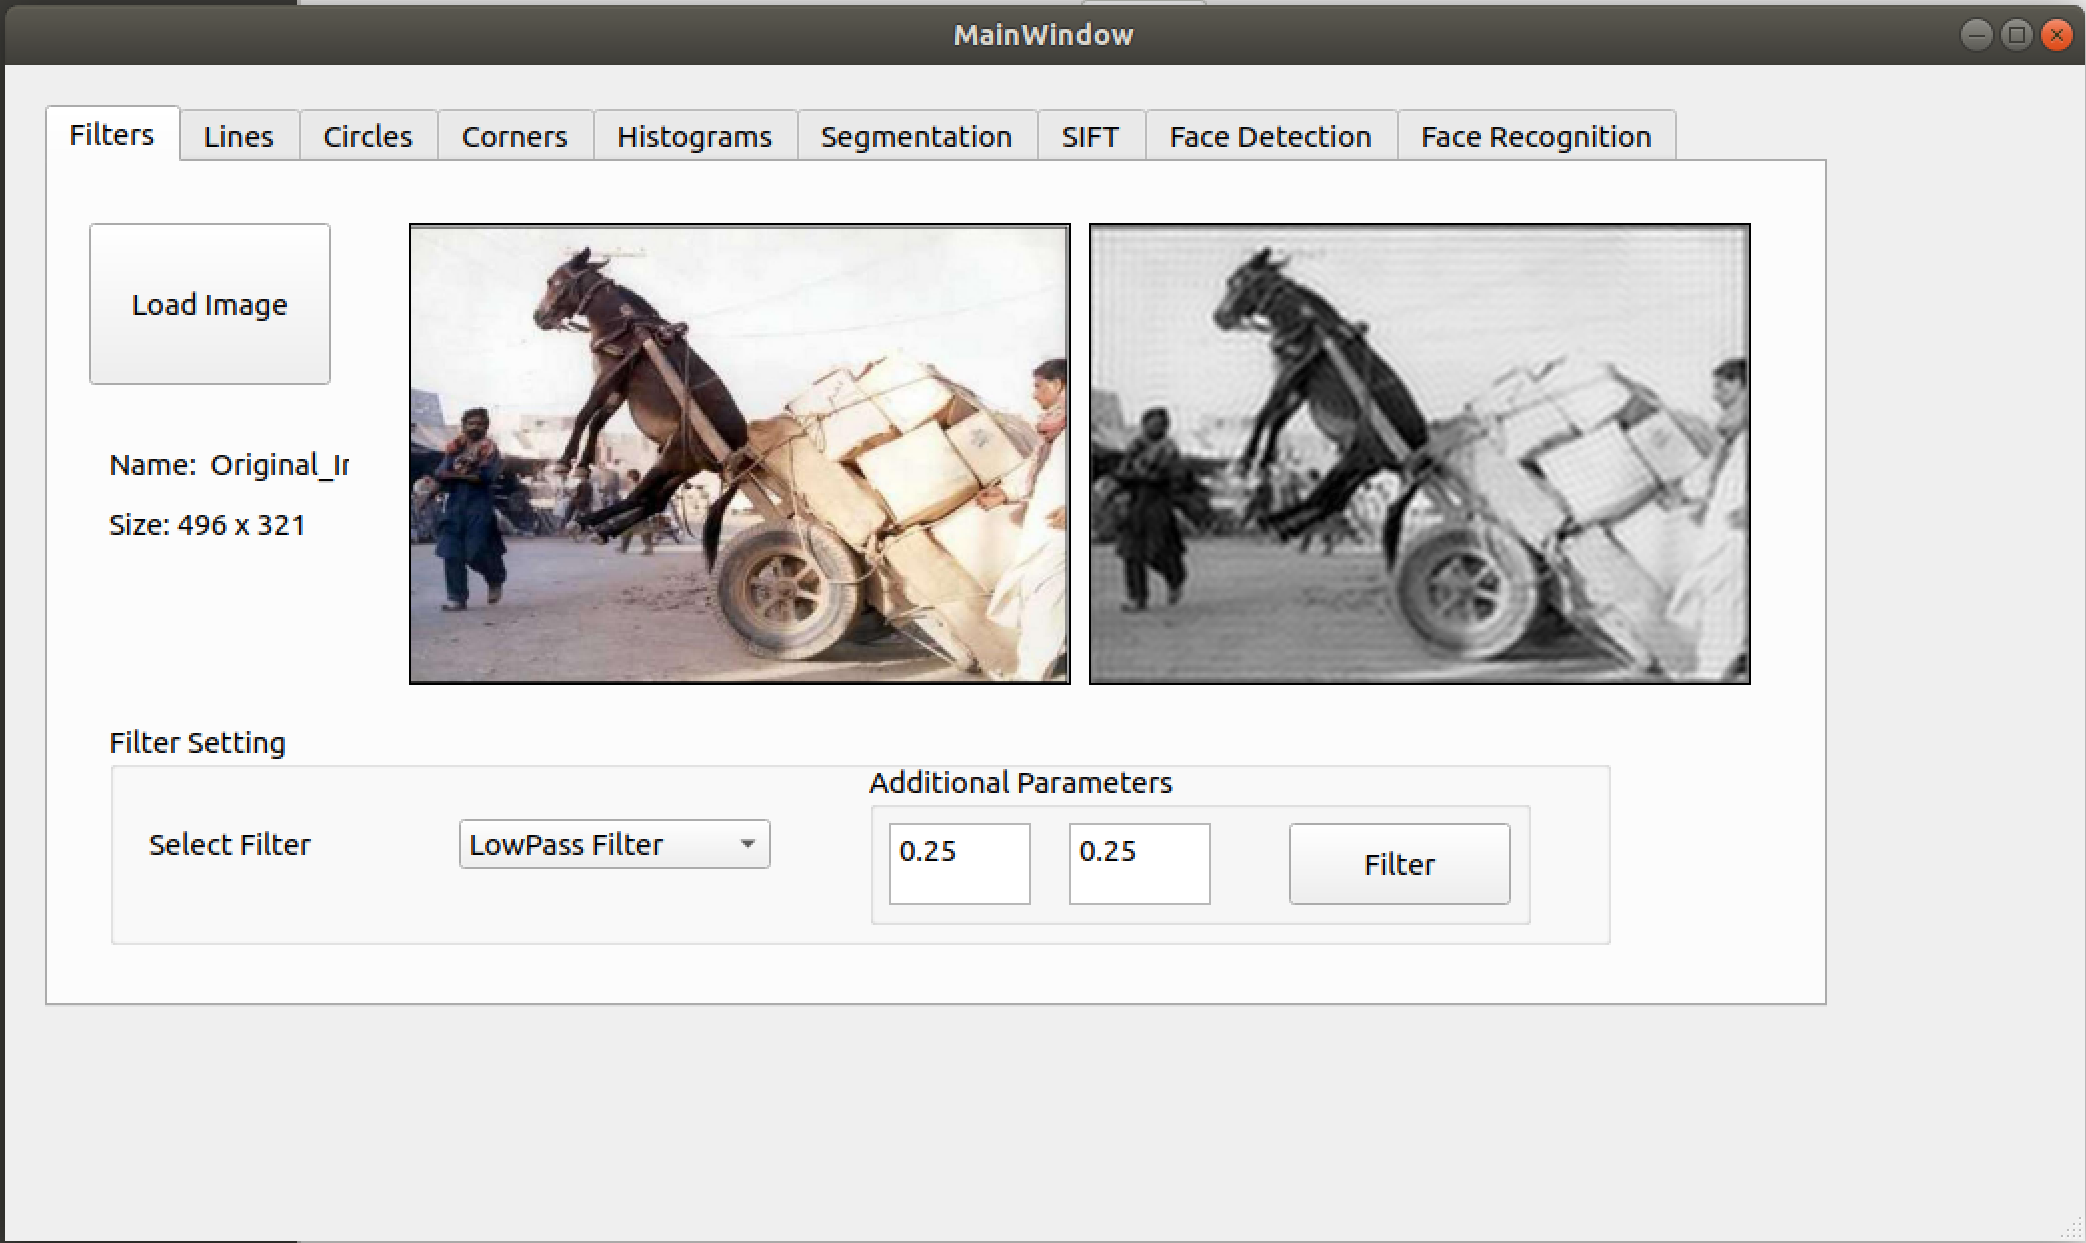 MainWindow
Filters Lines Circles Corners Histograms Segmentation SIFT Face Detection Face Recognition
Load Image
Name: Original_Ir
Size: 496 x 321
Filter Setting
Additional Parameters
Select Filter LowPass Filter 0.25 0.25 Filter